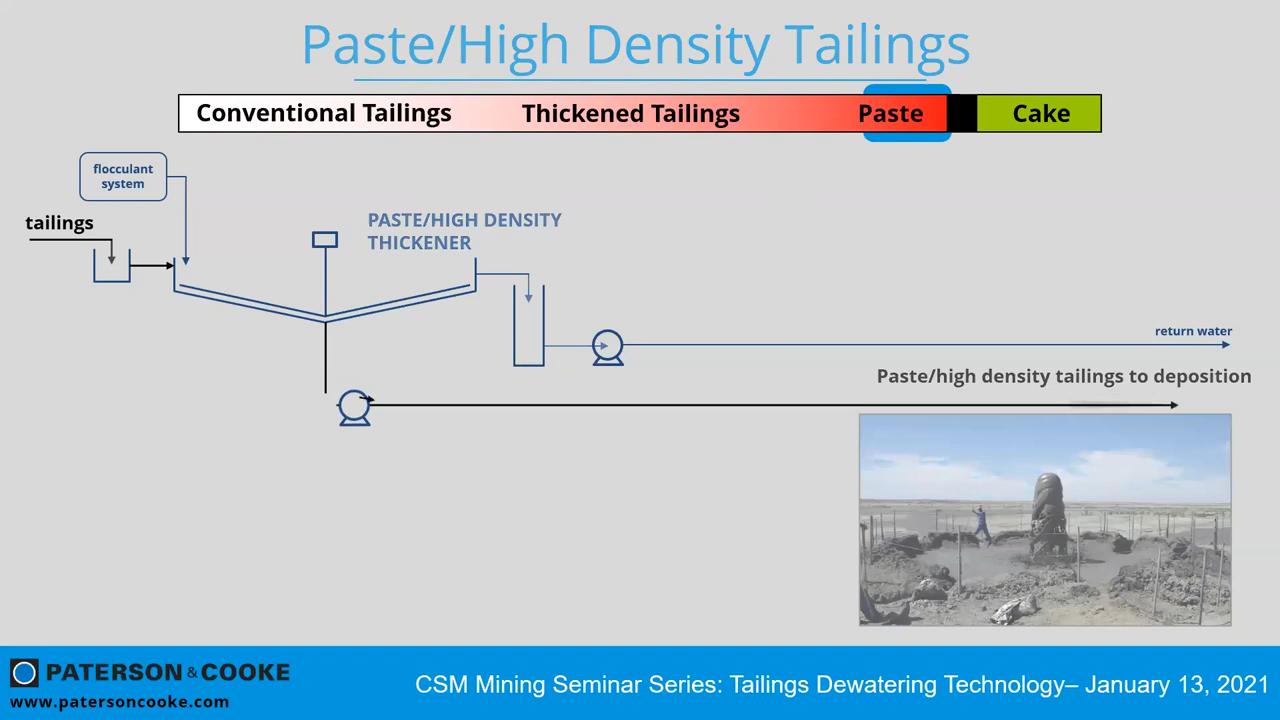 Paste/High Density Tailings
Conventional Tailings
Thickened Tailings
Paste
Cake
flocculant
system
tailings
PASTE/HIGH DENSITY
THICKENER
return water
Paste/high density tailings to deposition
PATERSON & COOKE
www.patersoncooke.com
CSM Mining Seminar Series: Tailings Dewatering Technology– January 13, 2021